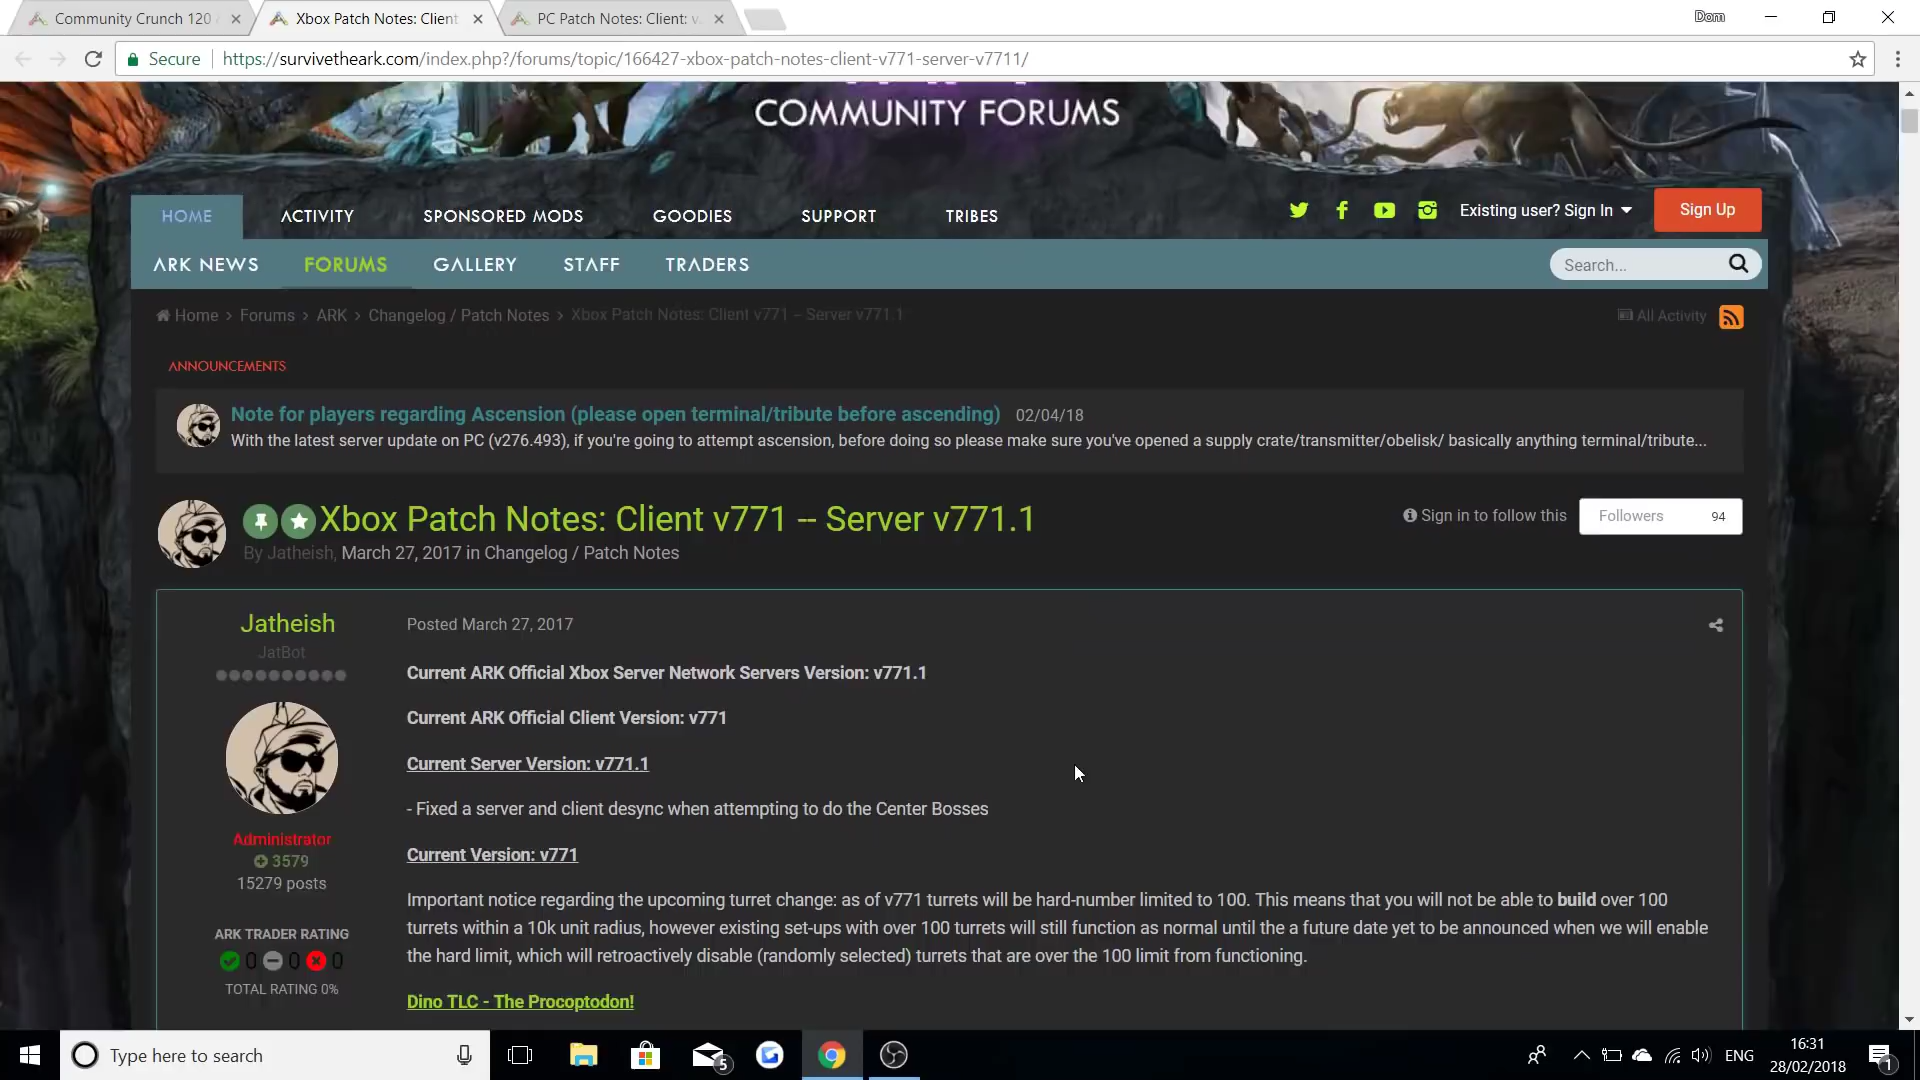 Community Crunch 120
Xbox Patch Notes: Client
PC Patch Notes: Client: v
Dom
Secure
https://survivetheark.com/index.php?/forums/topic/166427-xbox-patch-notes-client-v771-server-v7711/
COMMUNITY FORUMS
HOME
ACTIVITY
SPONSORED MODS
GOODIES
SUPPORT
TRIBES
Existing user? Sign In
Sign Up
ARK NEWS
FORUMS
GALLERY
STAFF
TRADERS
Search...
Home > Forums > ARK > Changelog / Patch Notes > Xbox Patch Notes: Client v771 -- Server v771.1
All Activity
ANNOUNCEMENTS
Note for players regarding Ascension (please open terminal/tribute before ascending) 02/04/18
With the latest server update on PC (v276.493), if you're going to attempt ascension, before doing so please make sure you've opened a supply crate/transmitter/obelisk/ basically anything terminal/tribute...
Xbox Patch Notes: Client v771 -- Server v771.1
Sign in to follow this
Followers 94
By Jatheish, March 27, 2017 in Changelog / Patch Notes
Jatheish
JatBot
Administrator
3579
15279 posts
ARK TRADER RATING
0 0 0
TOTAL RATING 0%
Posted March 27, 2017
Current ARK Official Xbox Server Network Servers Version: v771.1
Current ARK Official Client Version: v771
Current Server Version: v771.1
- Fixed a server and client desync when attempting to do the Center Bosses
Current Version: v771
Important notice regarding the upcoming turret change: as of v771 turrets will be hard-number limited to 100. This means that you will not be able to build over 100
turrets within a 10k unit radius, however existing set-ups with over 100 turrets will still function as normal until the a future date yet to be announced when we will enable
the hard limit, which will retroactively disable (randomly selected) turrets that are over the 100 limit from functioning.
Dino TLC - The Procoptodon!
Type here to search
5
ENG
16:31
28/02/2018
1